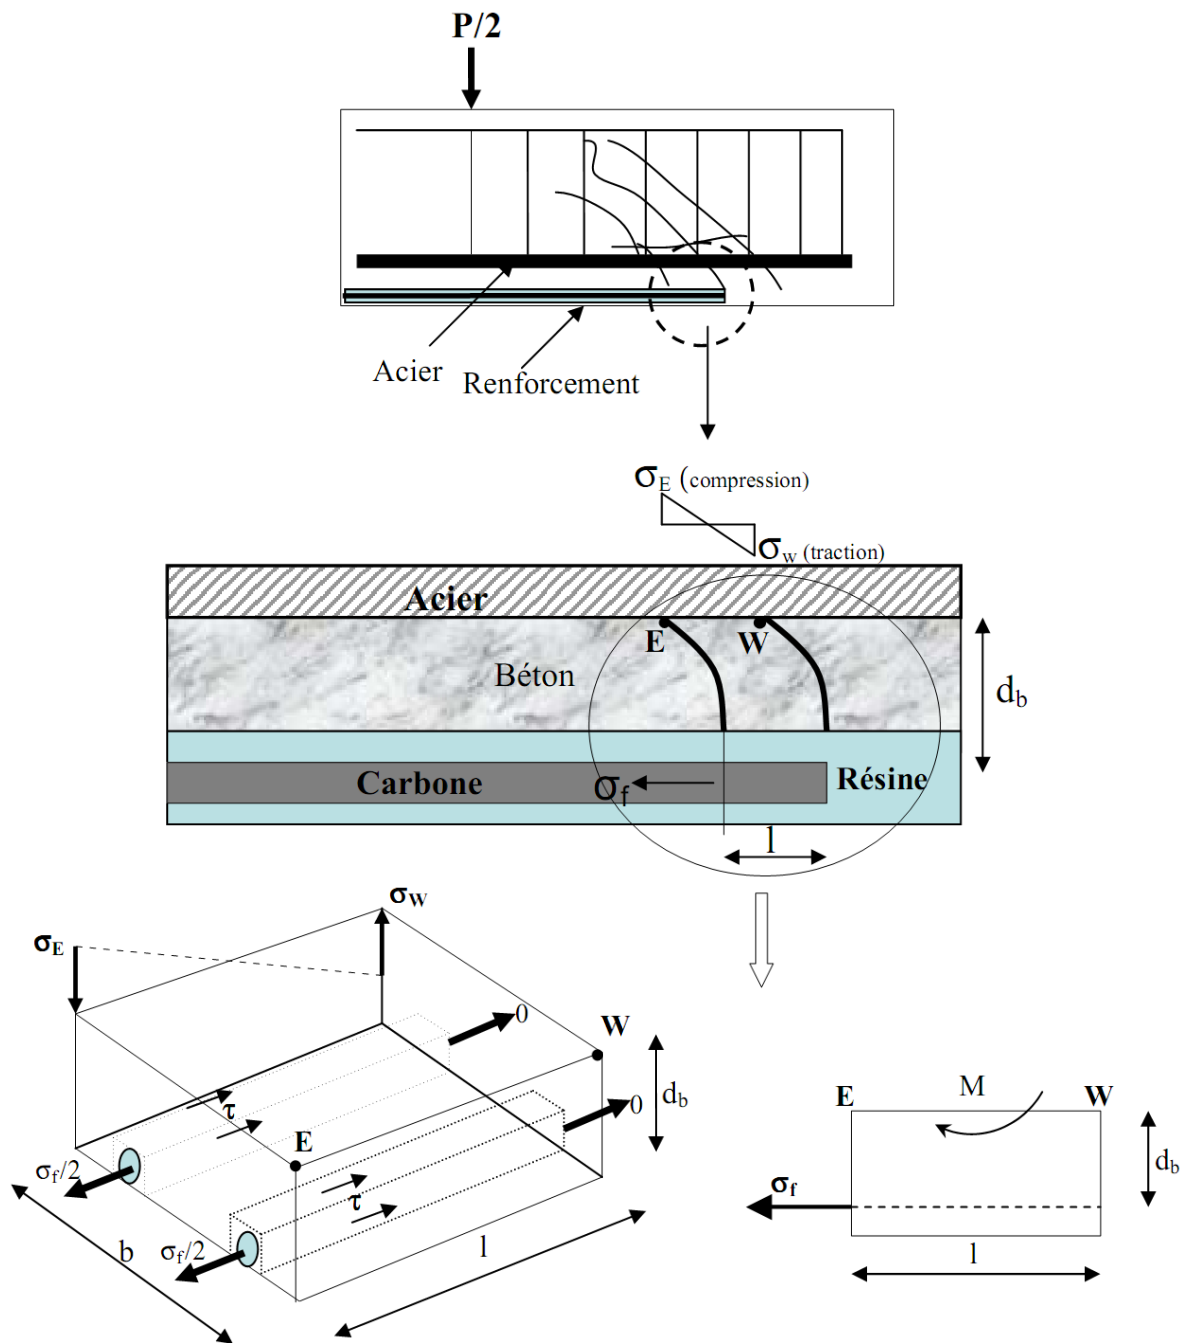 P/2
Acier
Renforcement
σE (compression)
σw (traction)
Acier
E
W
Béton
db
Carbone
σf
Résine
l
σW
σE
0
W
τ
db
0
E
M
E
W
σf/2
τ
db
σf
b
σf/2
l
l